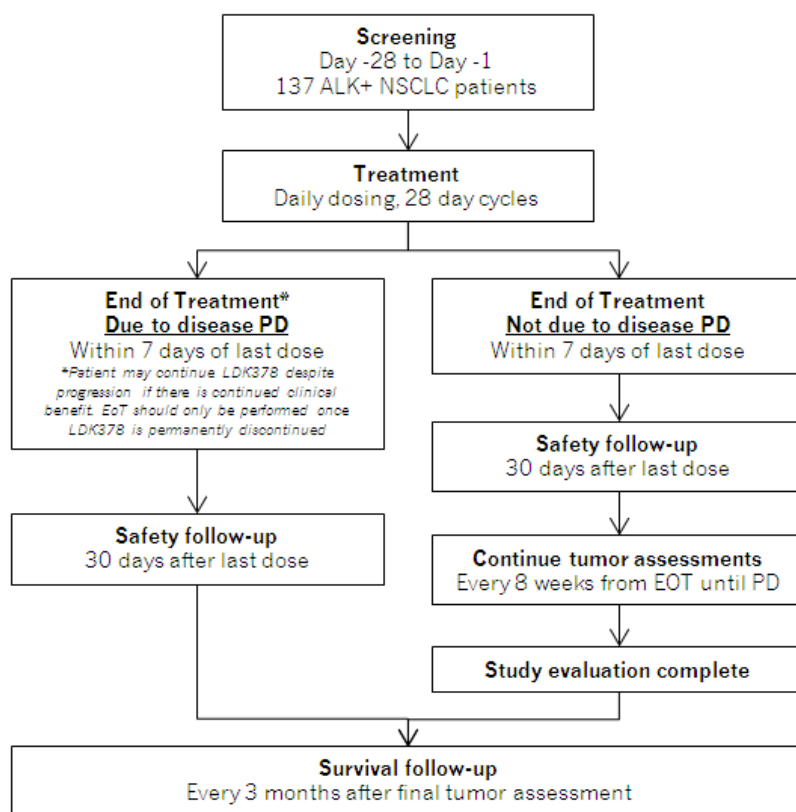 Screening
Day -28 to Day -1
137 ALK+ NSCLC patients
Treatment
Daily dosing, 28 day cycles
End of Treatment*
Due to disease PD
Within 7 days of last dose
*Patient may continue LDK378 despite
progression if there is continued clinical
benefit. EoT should only be performed once
LDK378 is permanently discontinued
Safety follow-up
30 days after last dose
End of Treatment
Not due to disease PD
Within 7 days of last dose
Safety follow-up
30 days after last dose
Continue tumor assessments
Every 8 weeks from EOT until PD
Study evaluation complete
Survival follow-up
Every 3 months after final tumor assessment